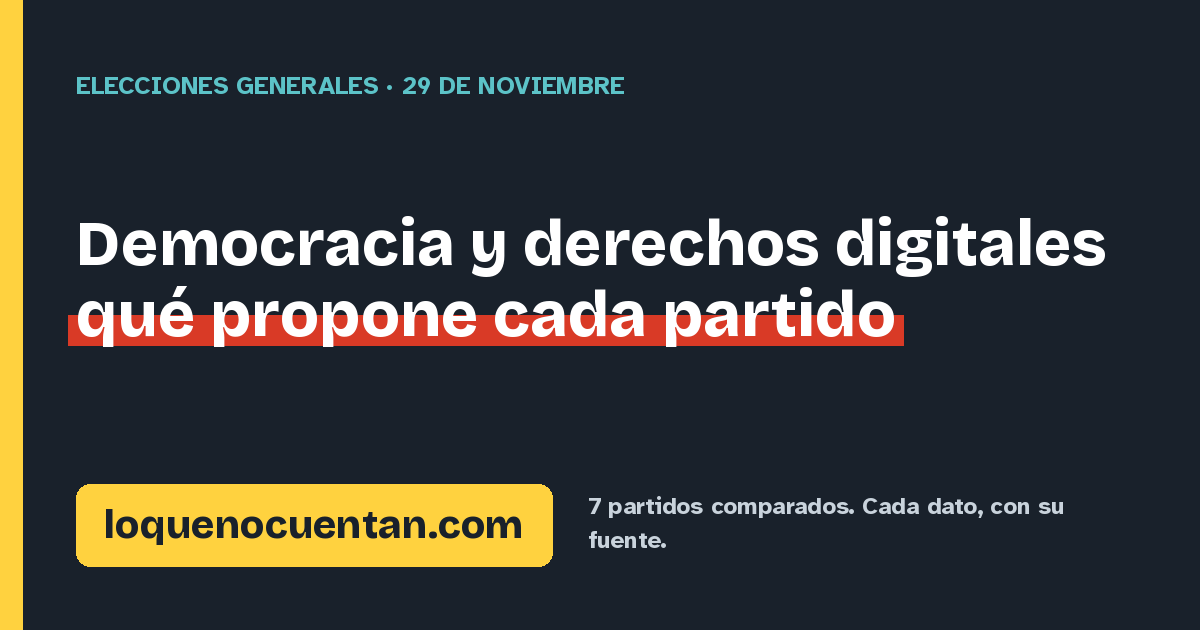 ELECCIONES GENERALES · 29 DE NOVIEMBRE
Democracia y derechos digitales
qué propone cada partido
loquenocuentan.com
7 partidos comparados. Cada dato, con su
fuente.